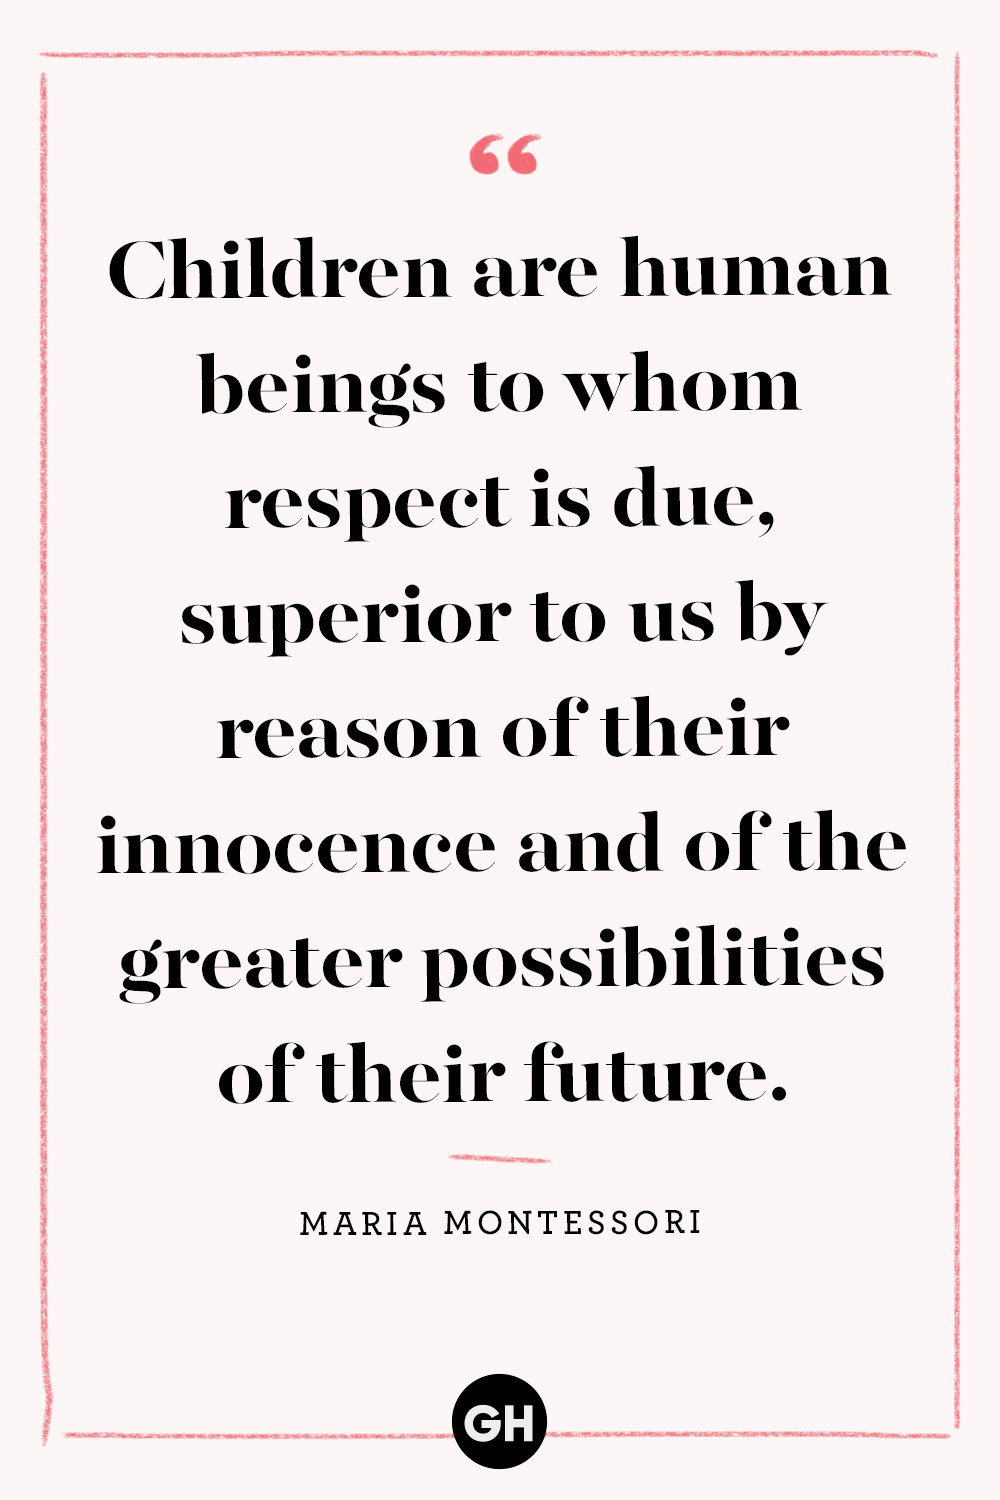 “
Children are human
beings to whom
respect is due,
superior to us by
reason of their
innocence and of the
greater possibilities
of their future.
MARIA MONTESSORI
GH